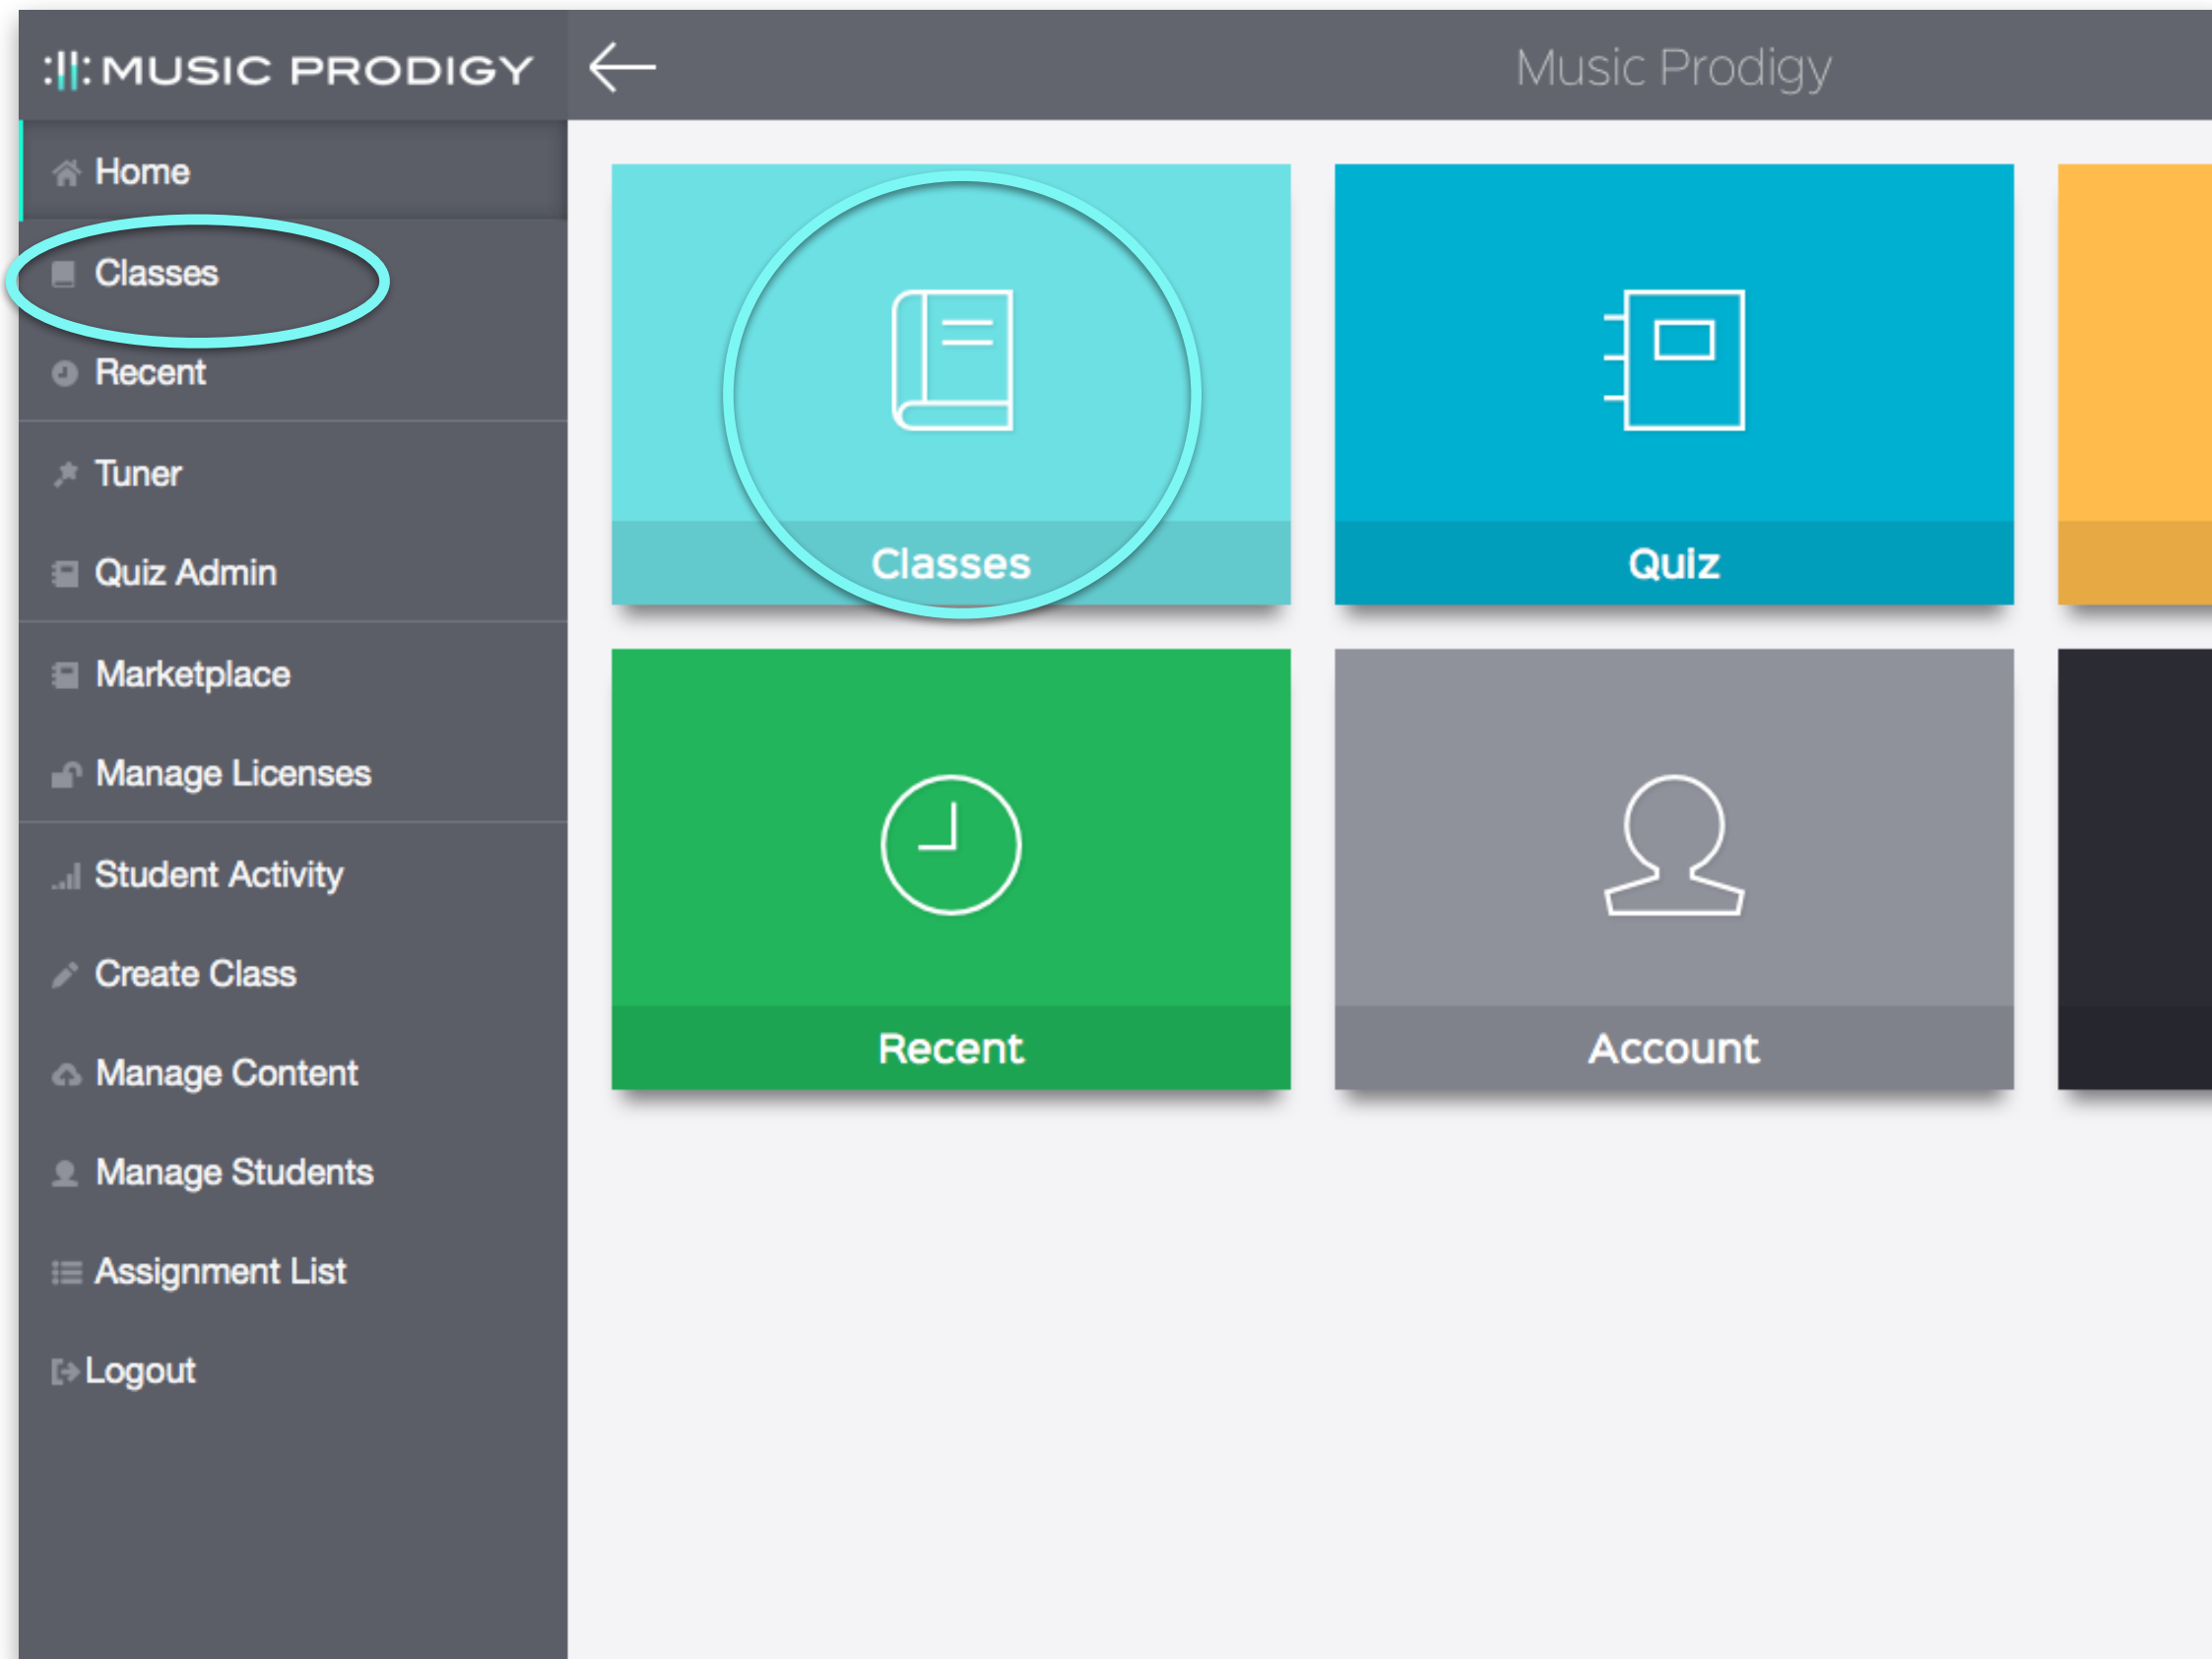 MUSIC PRODIGY
Music Prodigy
Home
Classes
Recent
Tuner
Quiz Admin
Marketplace
Manage Licenses
Student Activity
Create Class
Manage Content
Manage Students
Assignment List
Logout
Classes
Quiz
Recent
Account